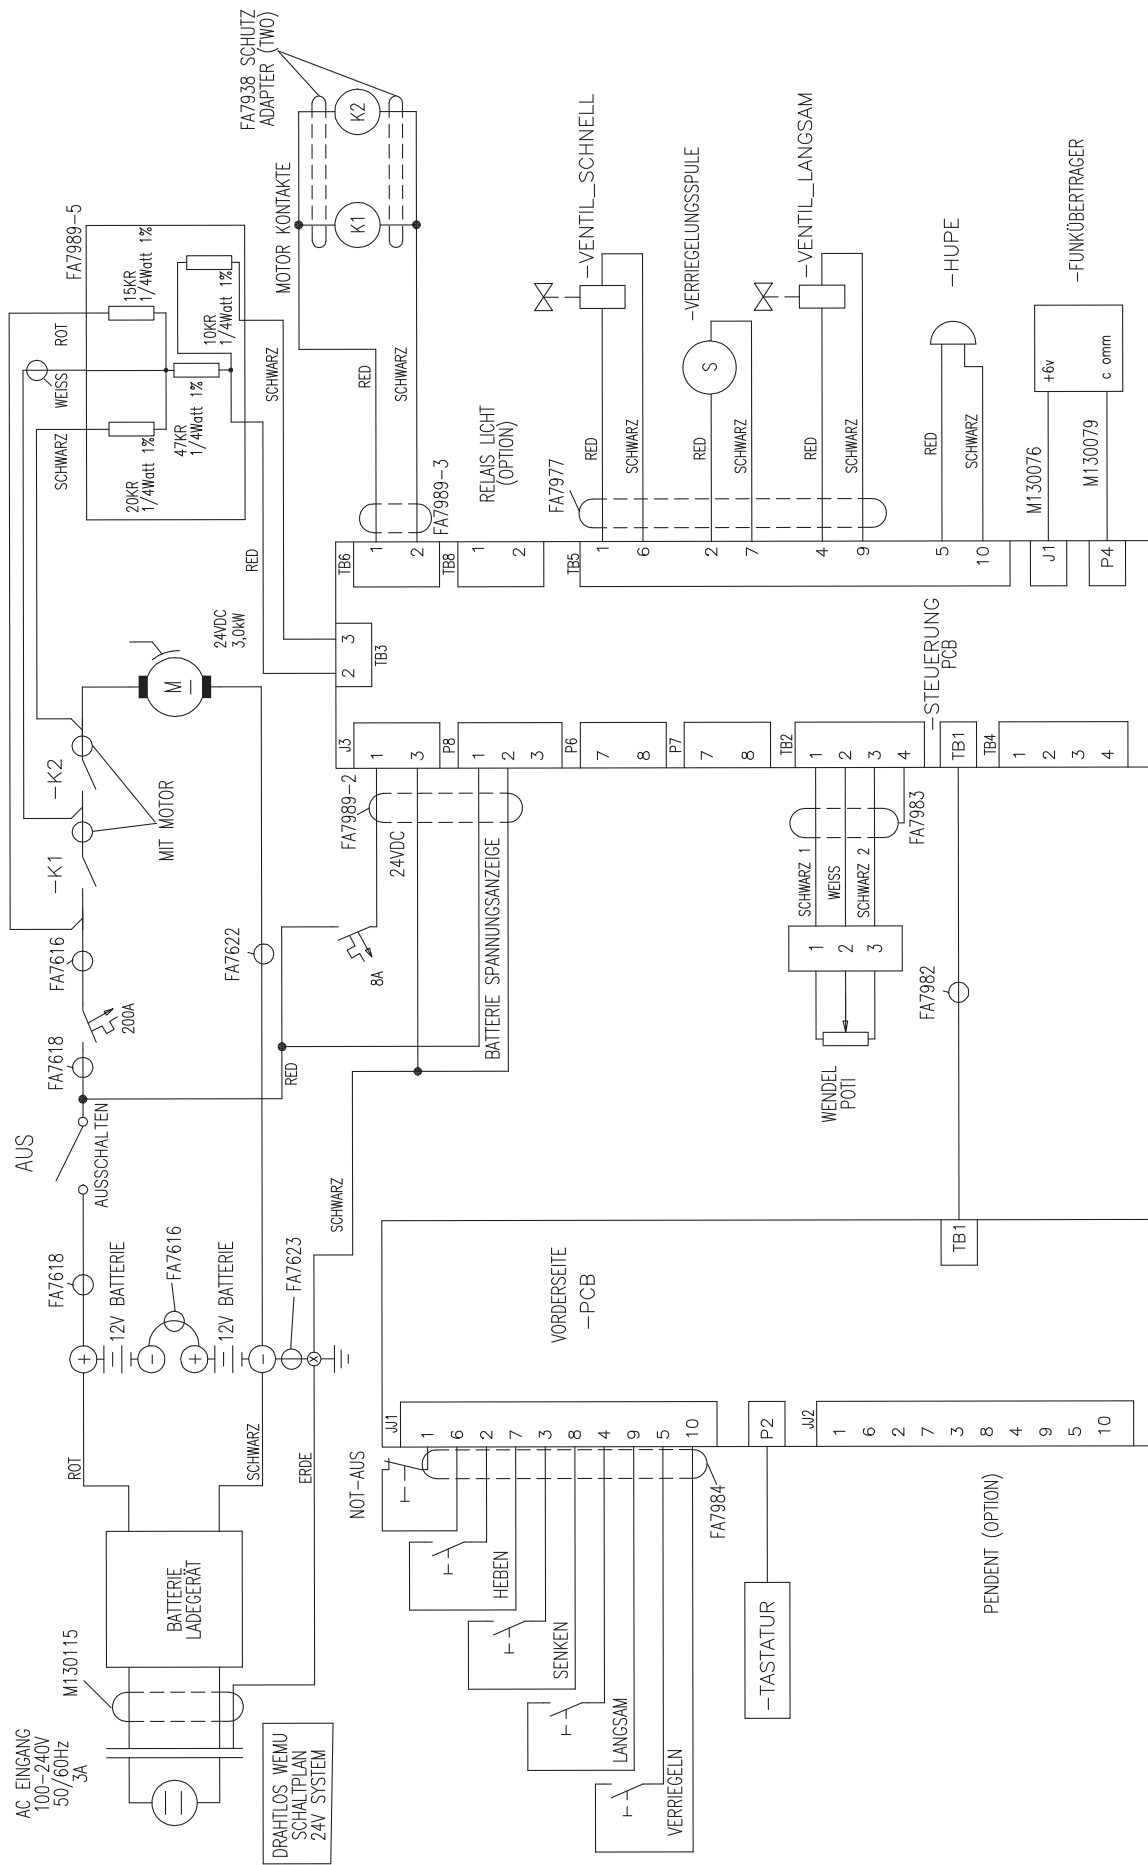 AC EINGANG
100-240V
50/60Hz
3A
M130115
BATTERIE
LADEGERÄT
ROT
SCHWARZ
ERDE
DRAHTLOS WEMU
SCHALTPLAN
24V SYSTEM
+
12V BATTERIE
-
FA7616
+
12V BATTERIE
-
FA7623
X
FA7618
AUS
AUSSCHALTEN
FA7618
200A
FA7616
-K1
-K2
MIT MOTOR
M
24VDC
3,0kW
FA7622
RED
SCHWARZ
8A
24VDC
BATTERIE SPANNUNGSANZEIGE
FA7989-2
SCHWARZ
WEISS
ROT
FA7989-5
20KR
1/4Watt 1%
47KR
1/4Watt 1%
15KR
1/4Watt 1%
10KR
1/4Watt 1%
RED
SCHWARZ
MOTOR KONTAKTE
FA7938 SCHUTZ
ADAPTER (TWO)
K1
K2
RED
SCHWARZ
FA7989-3
RELAIS LICHT
(OPTION)
FA7977
RED
SCHWARZ
-VENTIL_SCHNELL
RED
SCHWARZ
S
-VERRIEGELUNGSSPULE
RED
SCHWARZ
-VENTIL_LANGSAM
RED
SCHWARZ
-HUPE
M130076
M130079
+6v
c omm
-FUNKÜBERTRAGER
TB6
1
2
TB8
1
2
TB5
1
6
2
7
4
9
5
10
J1
P4
TB3
2
3
J3
1
3
P8
1
2
3
P6
7
8
P7
7
8
TB2
1
2
3
4
-STEUERUNG
PCB
TB1
TB4
1
2
3
4
FA7983
SCHWARZ 1
WEISS
SCHWARZ 2
1
2
3
WENDEL
POTI
FA7982
TB1
VORDERSEITE
-PCB
JJ1
1
6
2
7
3
8
4
9
5
10
P2
JJ2
1
6
2
7
3
8
4
9
5
10
NOT-AUS
HEBEN
SENKEN
LANGSAM
VERRIEGELN
FA7984
-TASTATUR
PENDENT (OPTION)